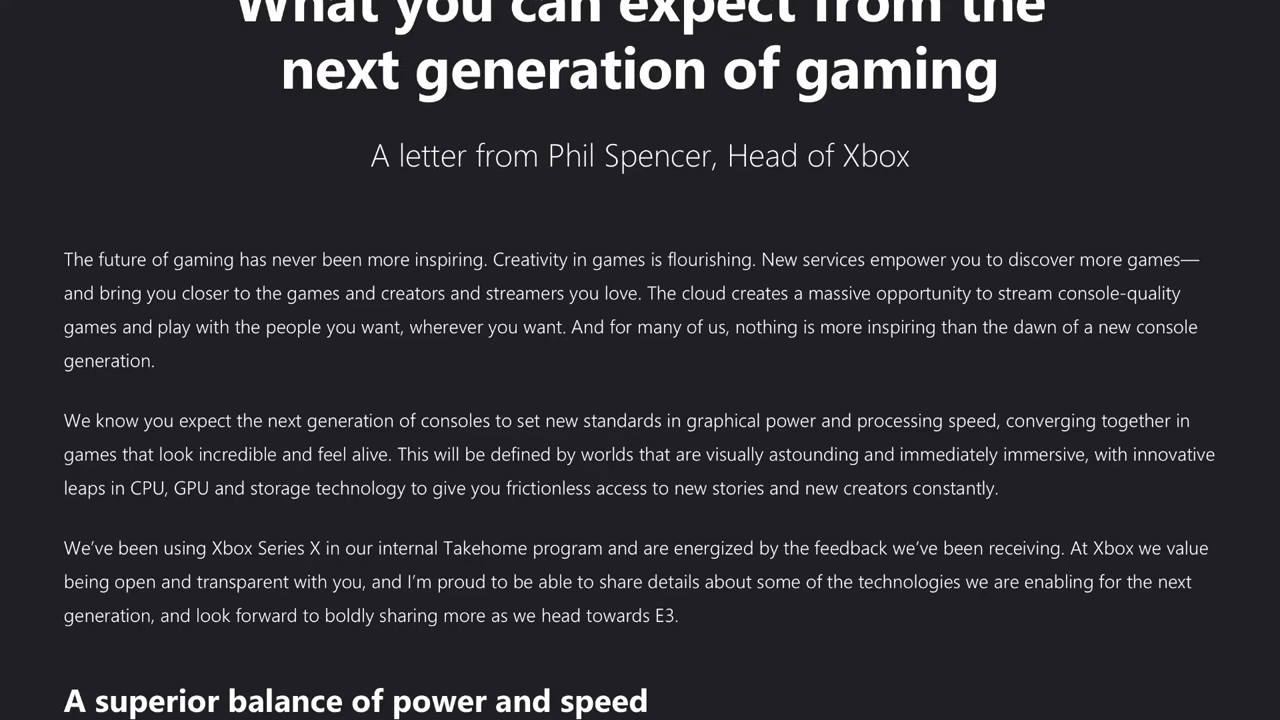 What you can expect from the
next generation of gaming
A letter from Phil Spencer, Head of Xbox
The future of gaming has never been more inspiring. Creativity in games is flourishing. New services empower you to discover more games—
and bring you closer to the games and creators and streamers you love. The cloud creates a massive opportunity to stream console-quality
games and play with the people you want, wherever you want. And for many of us, nothing is more inspiring than the dawn of a new console
generation.
We know you expect the next generation of consoles to set new standards in graphical power and processing speed, converging together in
games that look incredible and feel alive. This will be defined by worlds that are visually astounding and immediately immersive, with innovative
leaps in CPU, GPU and storage technology to give you frictionless access to new stories and new creators constantly.
We’ve been using Xbox Series X in our internal Takehome program and are energized by the feedback we’ve been receiving. At Xbox we value
being open and transparent with you, and I’m proud to be able to share details about some of the technologies we are enabling for the next
generation, and look forward to boldly sharing more as we head towards E3.
A superior balance of power and speed